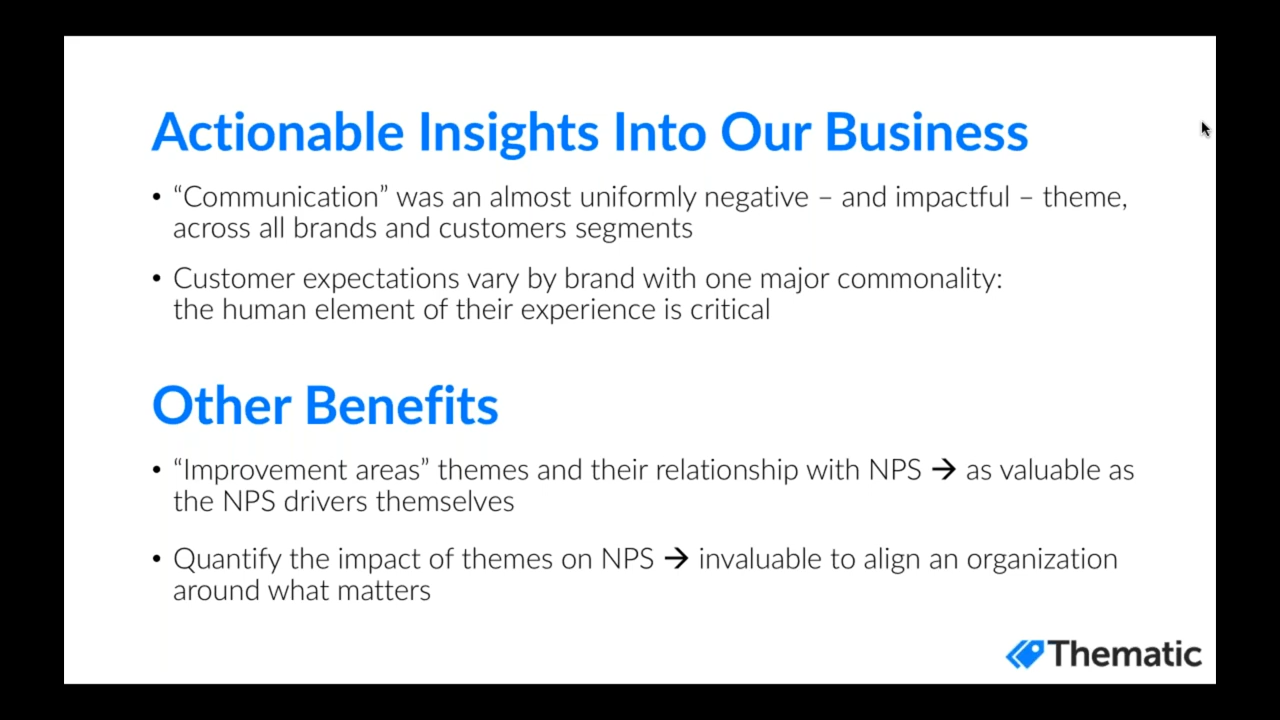 Actionable Insights Into Our Business
• “Communication” was an almost uniformly negative – and impactful – theme,
across all brands and customers segments
• Customer expectations vary by brand with one major commonality:
the human element of their experience is critical
Other Benefits
• “Improvement areas” themes and their relationship with NPS → as valuable as
the NPS drivers themselves
• Quantify the impact of themes on NPS → invaluable to align an organization
around what matters
Thematic